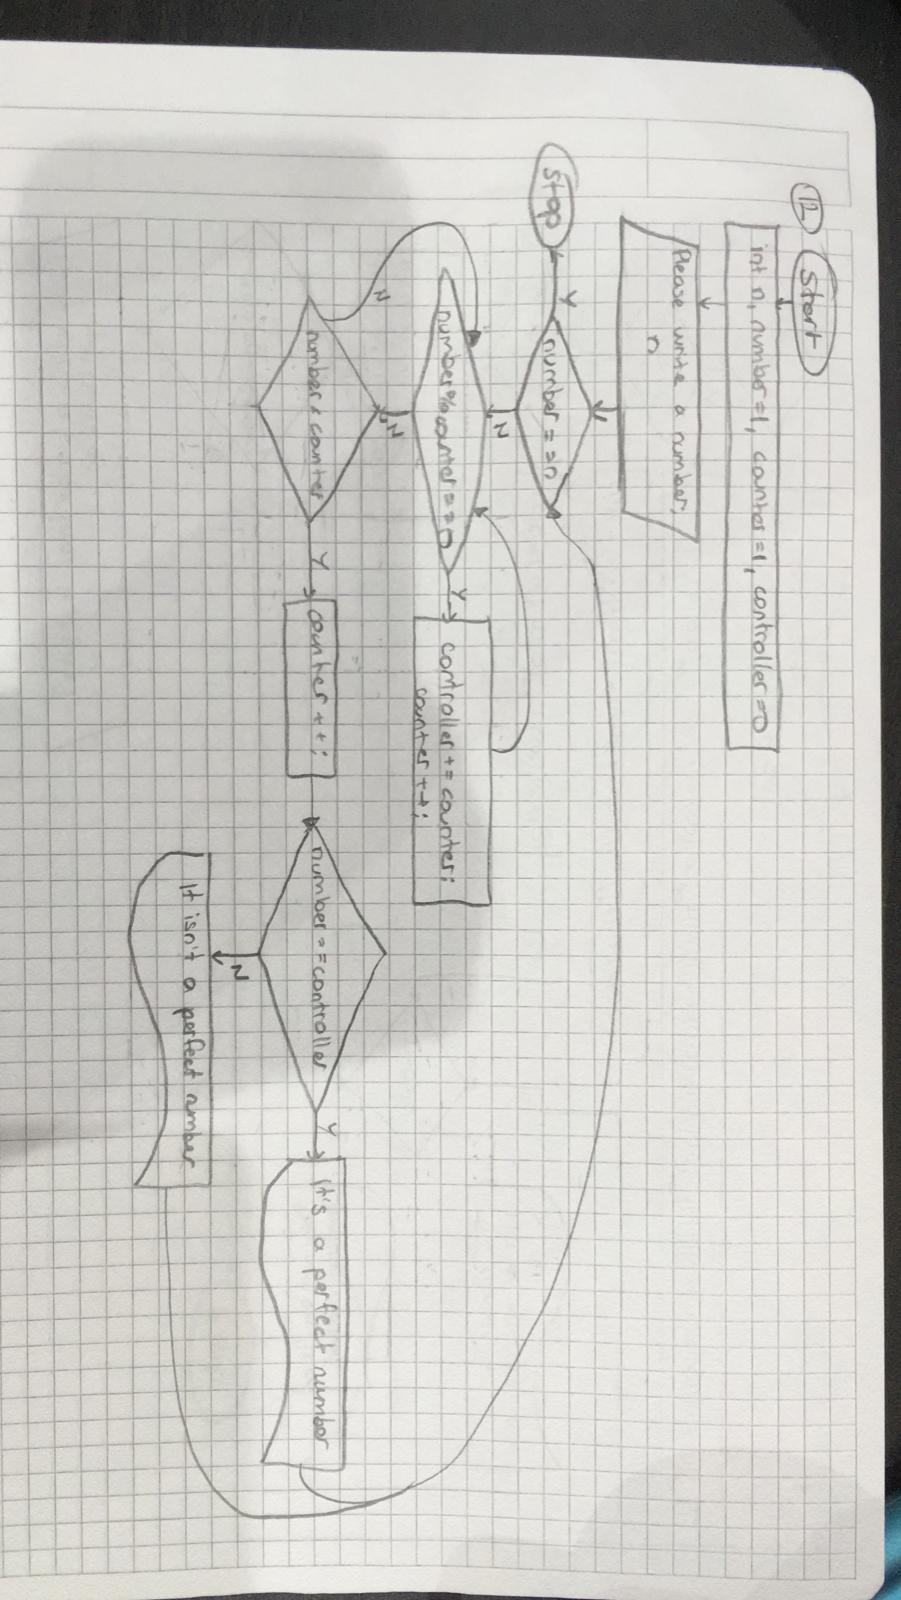 12 Start
int n, number=1, counter=1, controller=0
Please write a number,
n
number==n
Y
Stop
N
number%counter==0
Y
controller+=counter;
counter++;
N
number<counter
N
Y
counter++;
number==controller
Y
It's a perfect number
N
It isn't a perfect number